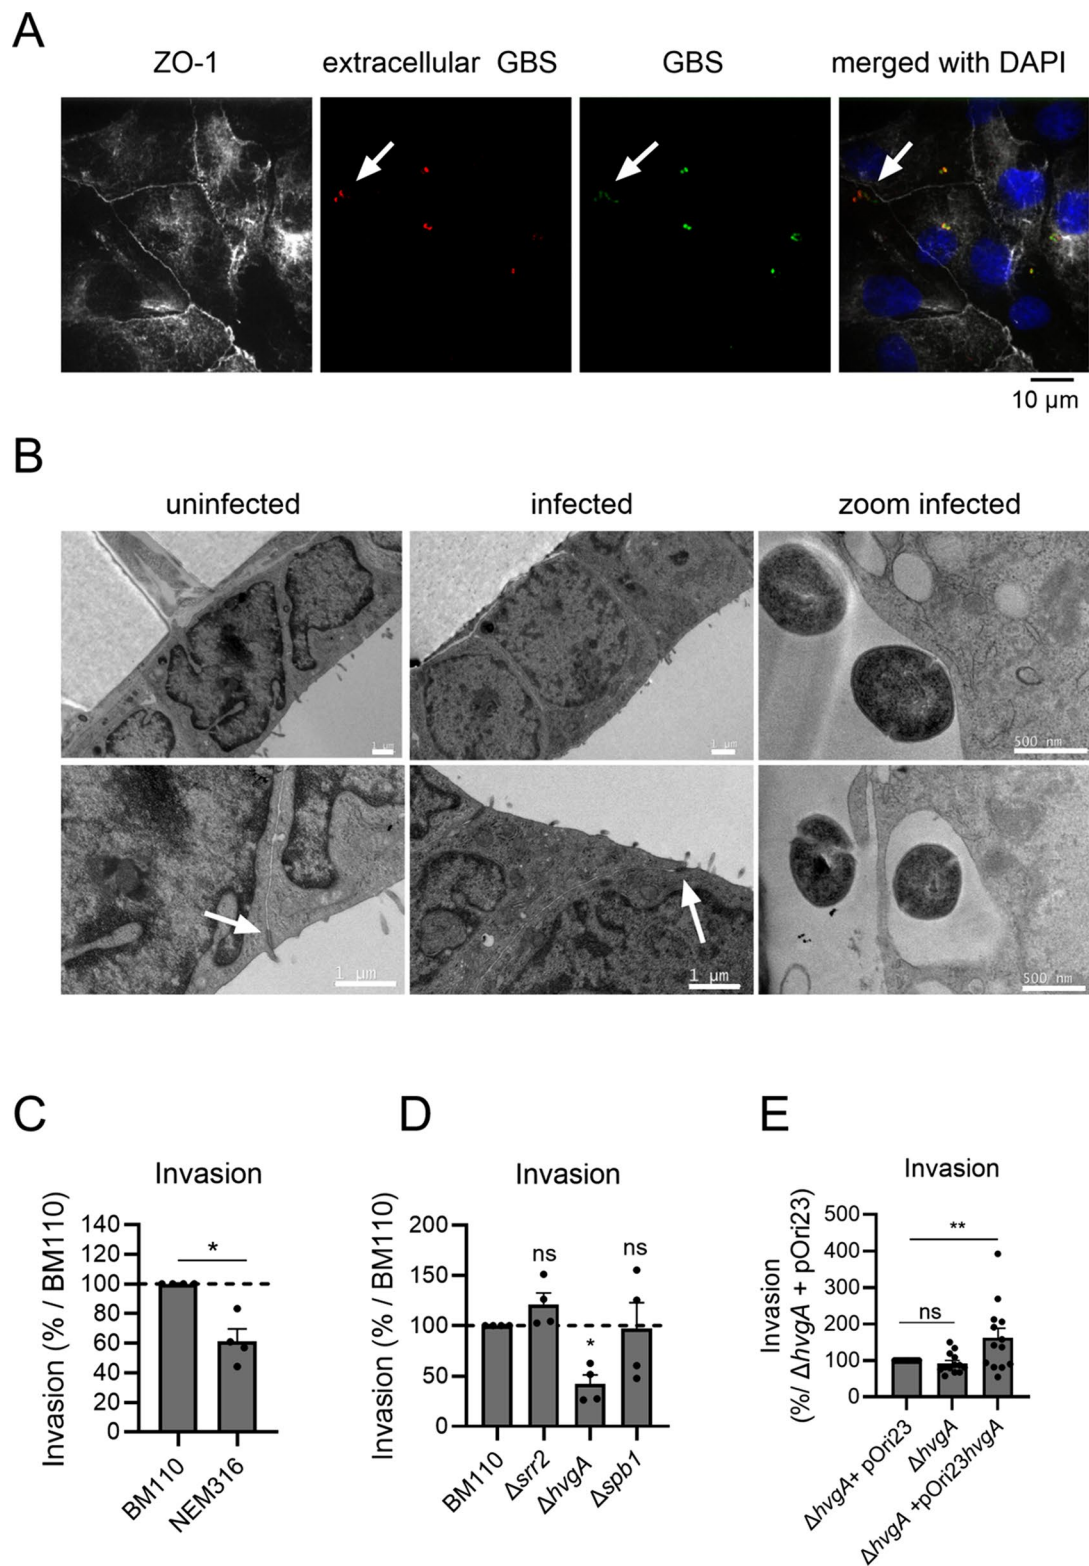 A
ZO-1 extracellular GBS GBS merged with DAPI
10 µm
B
uninfected infected zoom infected
1 µm 1 µm 500 nm
1 µm 1 µm 500 nm
C
Invasion
Invasion (% / BM110)
140
120
100
80
60
40
20
0
*
BM110
NEM316
D
Invasion
Invasion (% / BM110)
200
150
100
50
0
ns
*
ns
BM110
Δsrr2
ΔhvgA
Δspb1
E
Invasion
Invasion
(%/ ΔhvgA + pOri23)
500
400
300
200
100
0
**
ns
ΔhvgA+ pOri23
ΔhvgA
ΔhvgA +pOri23hvgA